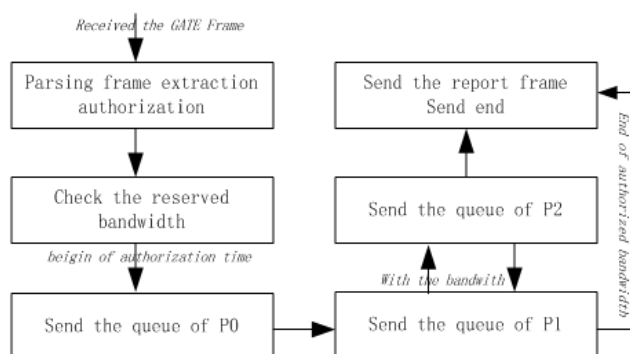 Received the GATE Frame
Parsing frame extraction
authorization
Check the reserved
bandwidth
beigin of authorization time
Send the queue of P0
Send the report frame
Send end
Send the queue of P2
With the bandwith
Send the queue of P1
End of authorized bandwidth